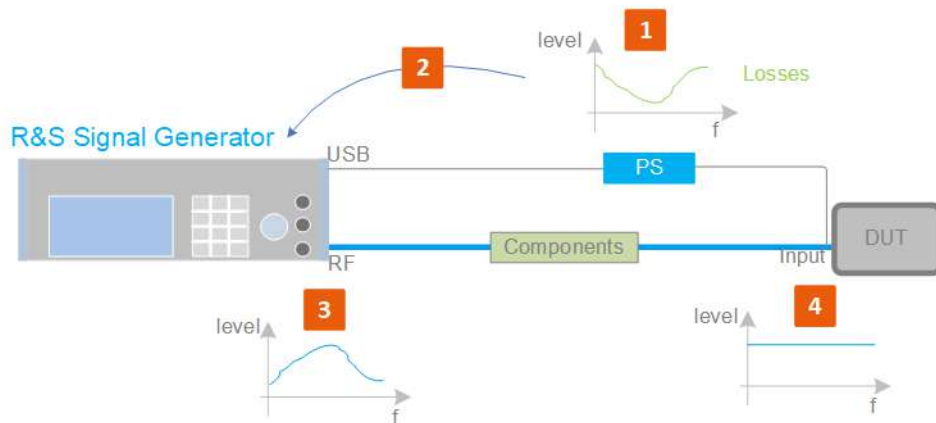 1
level
2
Losses
f
R&S Signal Generator
USB
PS
DUT
Components
Input
RF
3
4
level
level
f
f